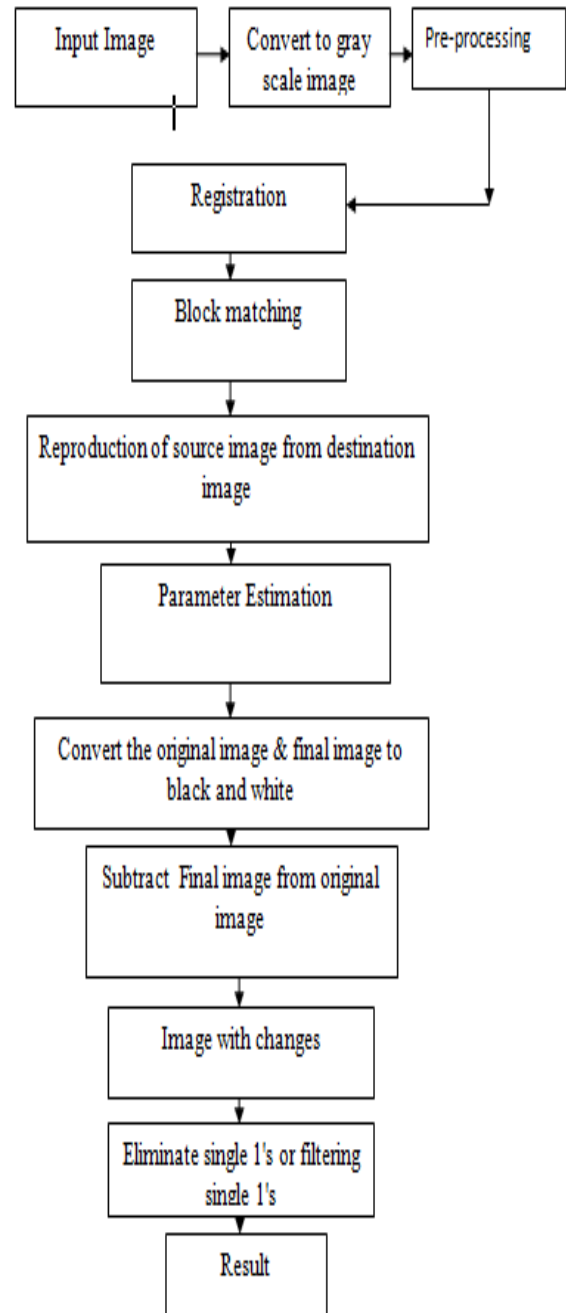 Input Image
Convert to gray
scale image
Pre-processing
Registration
Block matching
Reproduction of source image from destination
image
Parameter Estimation
Convert the original image & final image to
black and white
Subtract Final image from original
image
Image with changes
Eliminate single 1's or filtering
single 1's
Result